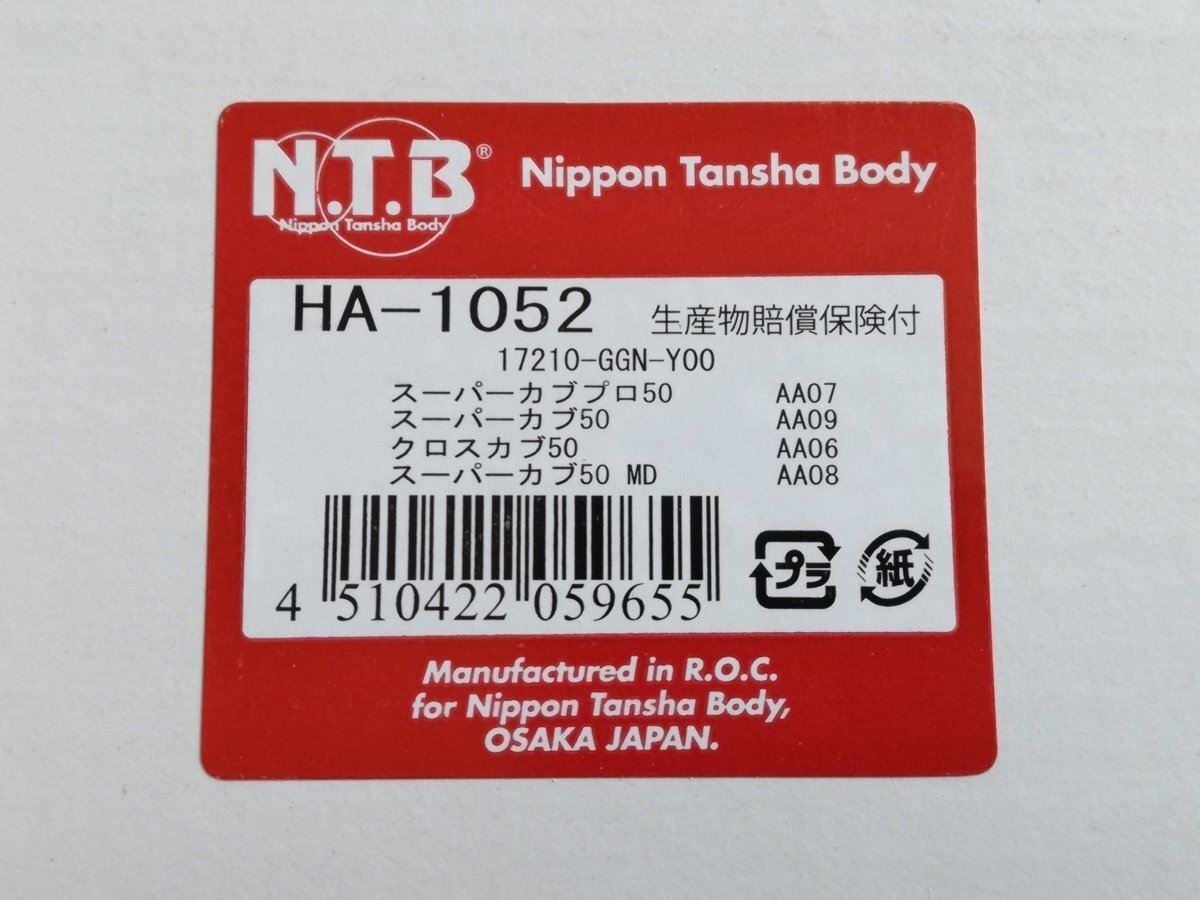 N.T.B®
Nippon Tansha Body
Nippon Tansha Body
HA-1052 生産物賠償保険付
17210-GGN-Y00
スーパーカブプロ50 AA07
スーパーカブ50 AA09
クロスカブ50 AA06
スーパーカブ50 MD AA08
4 510422 059655
プラ 紙
Manufactured in R.O.C.
for Nippon Tansha Body,
OSAKA JAPAN.